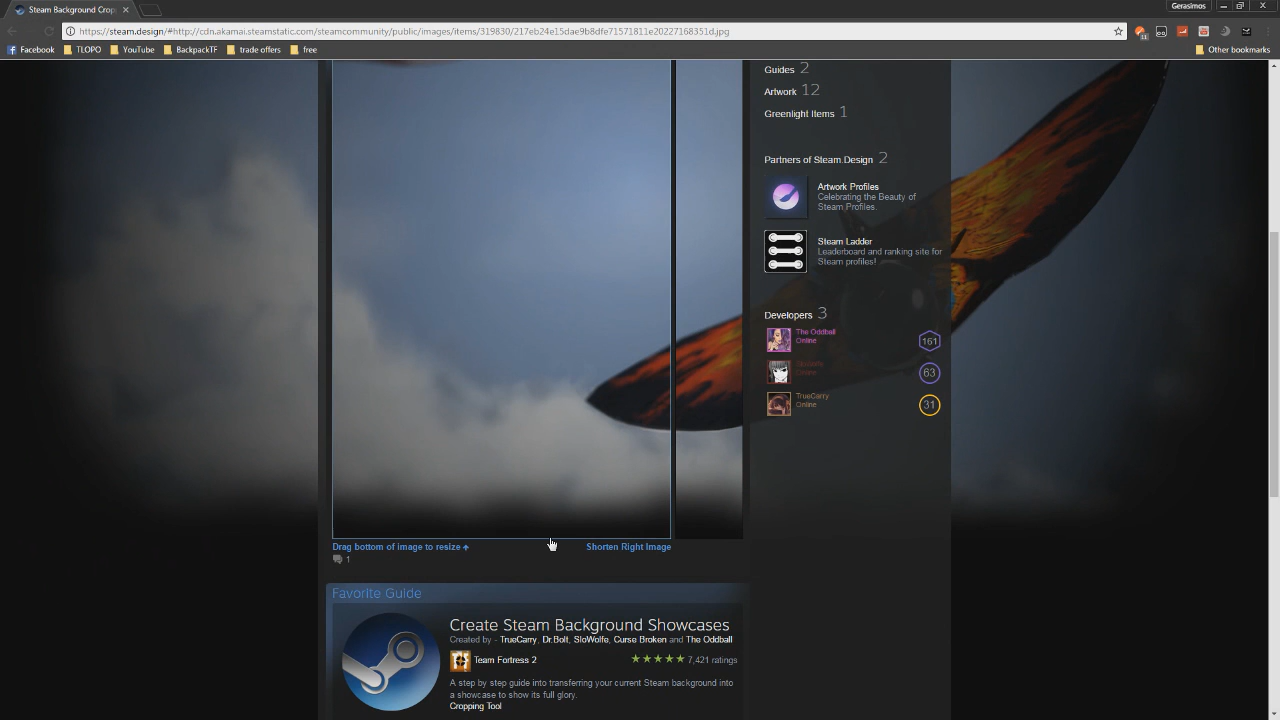 Steam Background Crop
Gerasimos
https://steam.design/#http://cdn.akamai.steamstatic.com/steamcommunity/public/images/items/319830/217eb24e15dae9b8dfe71571811e20227168351d.jpg
Facebook TLOPO YouTube BackpackTF trade offers free Other bookmarks
Guides 2
Artwork 12
Greenlight Items 1
Partners of Steam.Design 2
Artwork Profiles
Celebrating the Beauty of
Steam Profiles.
Steam Ladder
Leaderboard and ranking site for
Steam profiles!
Developers 3
The Oddball
Online
161
Online
63
TrueCarry
Online
31
Drag bottom of image to resize
Shorten Right Image
1
Favorite Guide
Create Steam Background Showcases
Created by - TrueCarry, Dr.Bolt, SloWolfe, Curse Broken and The Oddball
Team Fortress 2
7,421 ratings
A step by step guide into transferring your current Steam background into
a showcase to show its full glory.
Cropping Tool